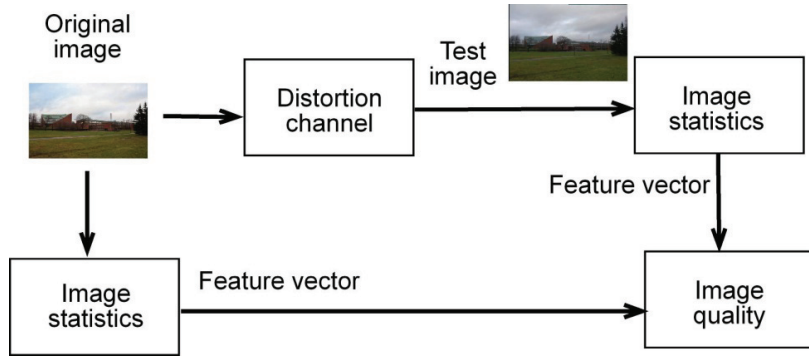 Original
image
Test
image
Distortion
channel
Image
statistics
Feature vector
Image
statistics
Feature vector
Image
quality